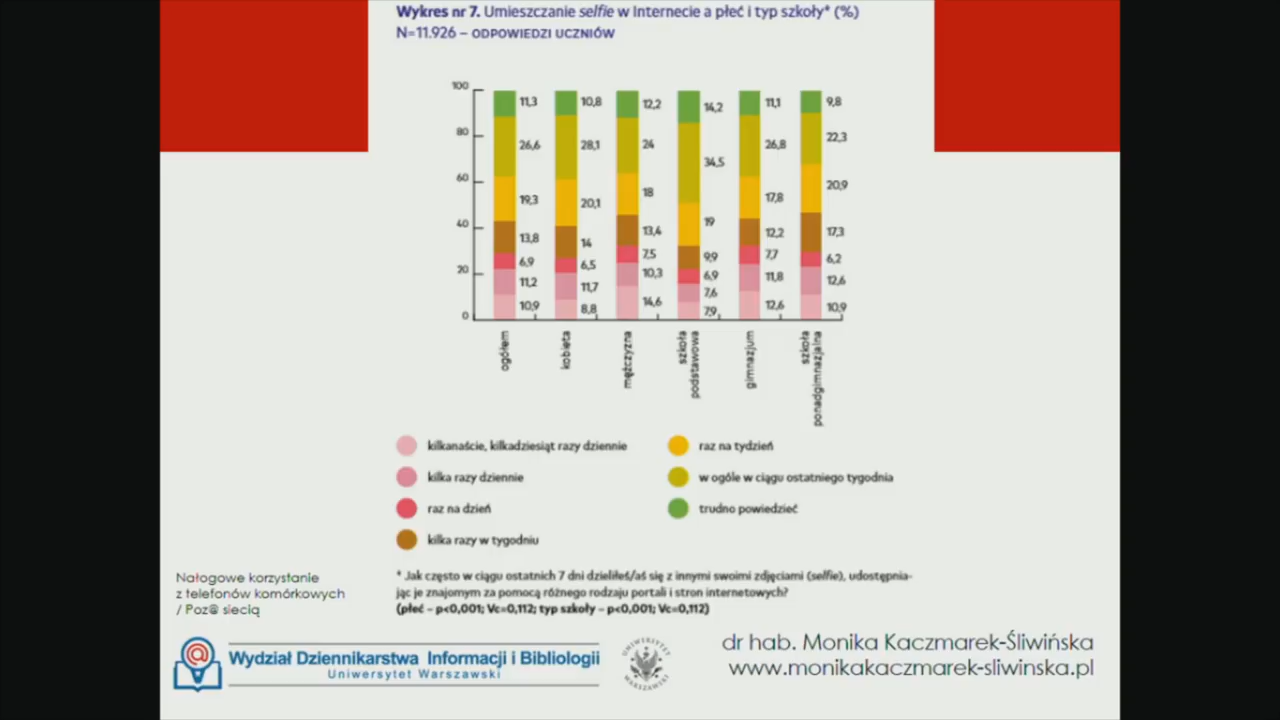 Wykres nr 7. Umieszczanie selfie w Internecie a płeć i typ szkoły* (%)
N=11.926 – ODPOWIEDZI UCZNIÓW
100
80
60
40
20
0
11,3
26,6
19,3
13,8
6,9
11,2
10,9
10,8
28,1
20,1
14
6,5
11,7
8,8
12,2
24
18
13,4
7,5
10,3
14,6
14,2
34,5
19
9,9
6,9
7,6
7,9
11,1
26,8
17,8
12,2
7,7
11,8
12,6
9,8
22,3
20,9
17,3
6,2
12,6
10,9
ogółem
kobieta
mężczyzna
szkoła
podstawowa
gimnazjum
szkoła
ponadgimnazjalna
kilkanaście, kilkadziesiąt razy dziennie
kilka razy dziennie
raz na dzień
kilka razy w tygodniu
raz na tydzień
w ogóle w ciągu ostatniego tygodnia
trudno powiedzieć
* Jak często w ciągu ostatnich 7 dni dzieliłeś/aś się z innymi swoimi zdjęciami (selfie), udostępnia-
jąc je znajomym za pomocą różnego rodzaju portali i stron internetowych?
(płeć – p<0,001; Vc=0,112; typ szkoły – p<0,001; Vc=0,112)
Nałogowe korzystanie
z telefonów komórkowych
/ Poz@ siecią
Wydział Dziennikarstwa Informacji i Bibliologii
Uniwersytet Warszawski
UNIWERSYTET
WARSZAWSKI
dr hab. Monika Kaczmarek-Śliwińska
www.monikakaczmarek-sliwinska.pl